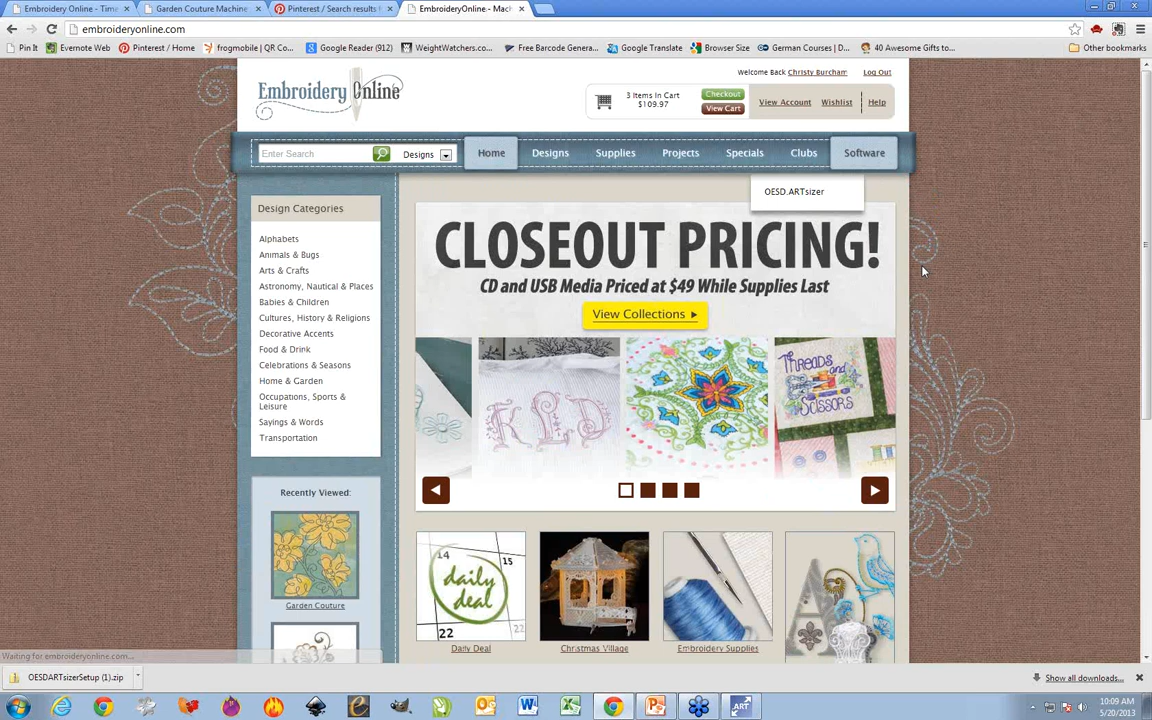 Embroidery Online - Tim
Garden Couture Machine
Pinterest / Search results f
EmbroideryOnline.- Mach
embroideryonline.com
Pin It
Evernote Web
Pinterest / Home
frogmobile | QR Co...
Google Reader (912)
WeightWatchers.co...
Free Barcode Genera...
Google Translate
Browser Size
German Courses | D...
40 Awesome Gifts to...
Other bookmarks
Embroidery Online
Welcome Back Christy Burcham
Log Out
3 Items In Cart
$109.97
Checkout
View Cart
View Account
Wishlist
Help
Enter Search
Designs
Home
Designs
Supplies
Projects
Specials
Clubs
Software
OESD.ARTsizer
Design Categories
Alphabets
Animals & Bugs
Arts & Crafts
Astronomy, Nautical & Places
Babies & Children
Cultures, History & Religions
Decorative Accents
Food & Drink
Celebrations & Seasons
Home & Garden
Occupations, Sports &
Leisure
Sayings & Words
Transportation
CLOSEOUT PRICING!
CD and USB Media Priced at $49 While Supplies Last
View Collections
KLD
THREADS
and
SCISSORS
Recently Viewed:
Garden Couture
14
15
daily
deal
22
23
Daily Deal
Christmas Village
Embroidery Supplies
Waiting for embroideryonline.com...
OESDARTsizerSetup (1).zip
Show all downloads...
ART
10:09 AM
5/20/2013